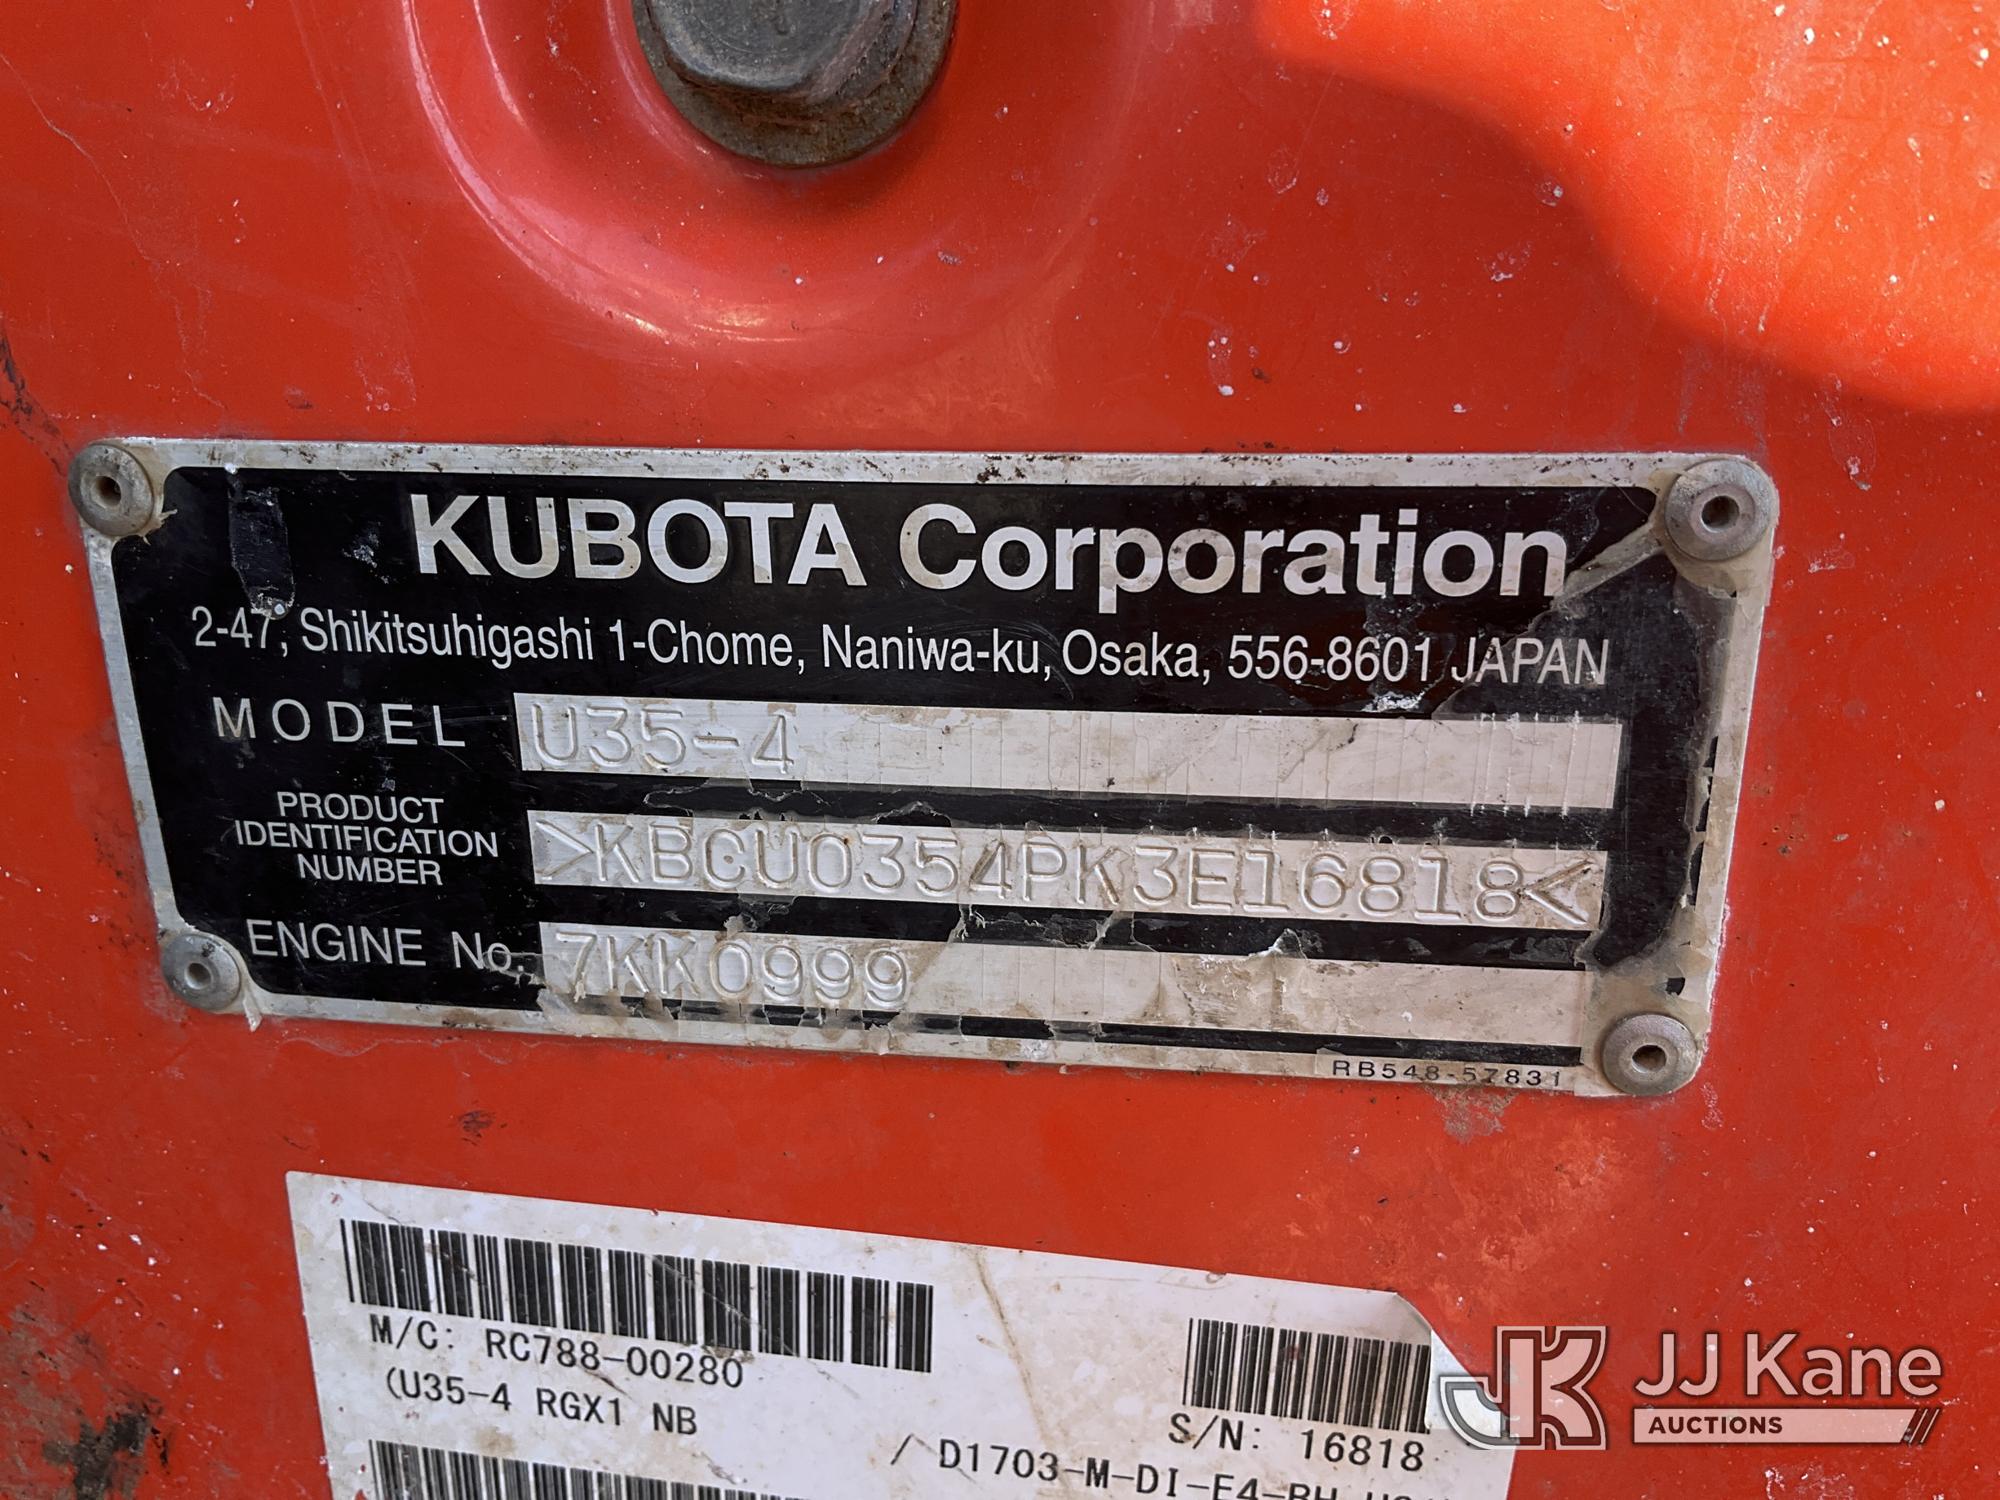 KUBOTA Corporation
2-47, Shikitsuhigashi 1-Chome, Naniwa-ku, Osaka, 556-8601 JAPAN
MODEL U35-4
PRODUCT
IDENTIFICATION
NUMBER
>KBCU0354PK3E16818<
ENGINE No. 7KK0999
RB548-57831
M/C: RC788-00280
(U35-4 RGX1 NB
S/N: 16818
/ D1703-M-DI-E4-BH
JJ Kane
AUCTIONS